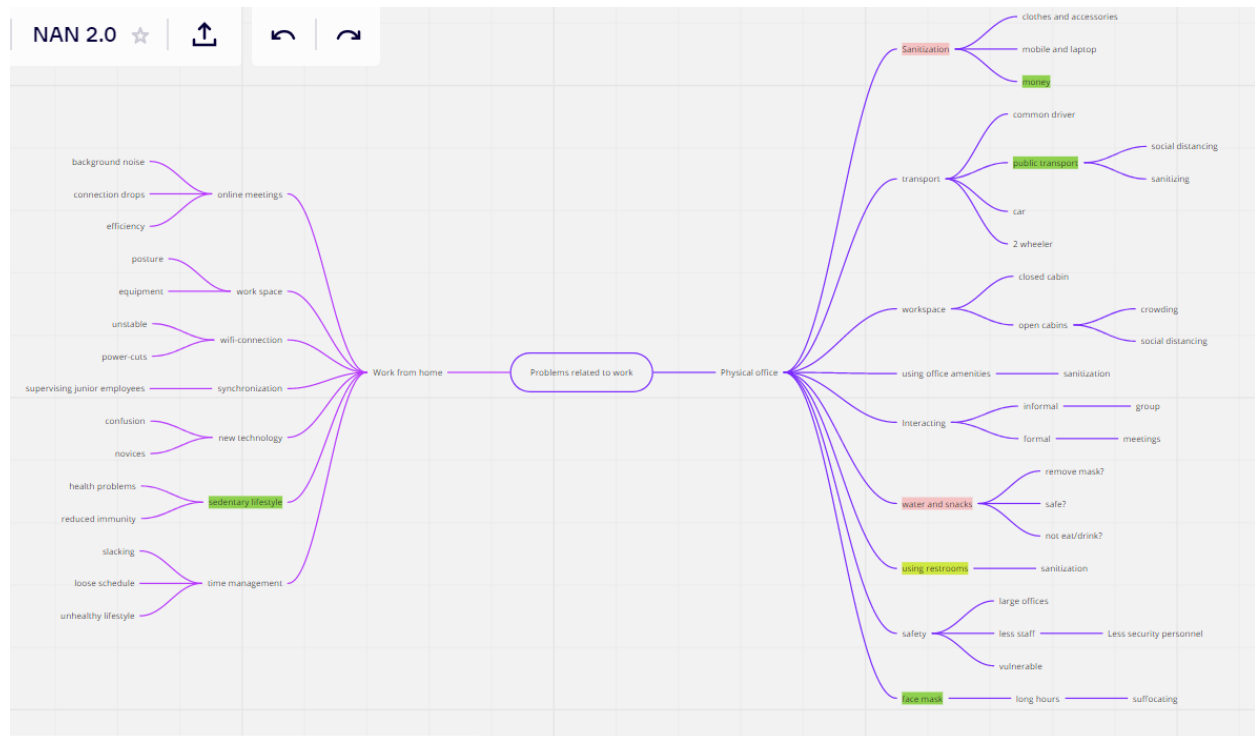 NAN 2.0
Problems related to work
Work from home
online meetings
background noise
connection drops
efficiency
work space
posture
equipment
wifi-connection
unstable
power-cuts
synchronization
supervising junior employees
new technology
confusion
novices
sedentary lifestyle
health problems
reduced immunity
time management
slacking
loose schedule
unhealthy lifestyle
Physical office
Sanitization
clothes and accessories
mobile and laptop
money
transport
common driver
public transport
social distancing
sanitizing
car
2 wheeler
workspace
closed cabin
open cabins
crowding
social distancing
using office amenities
sanitization
Interacting
informal
group
formal
meetings
water and snacks
remove mask?
safe?
not eat/drink?
using restrooms
sanitization
safety
large offices
less staff
Less security personnel
vulnerable
face mask
long hours
suffocating